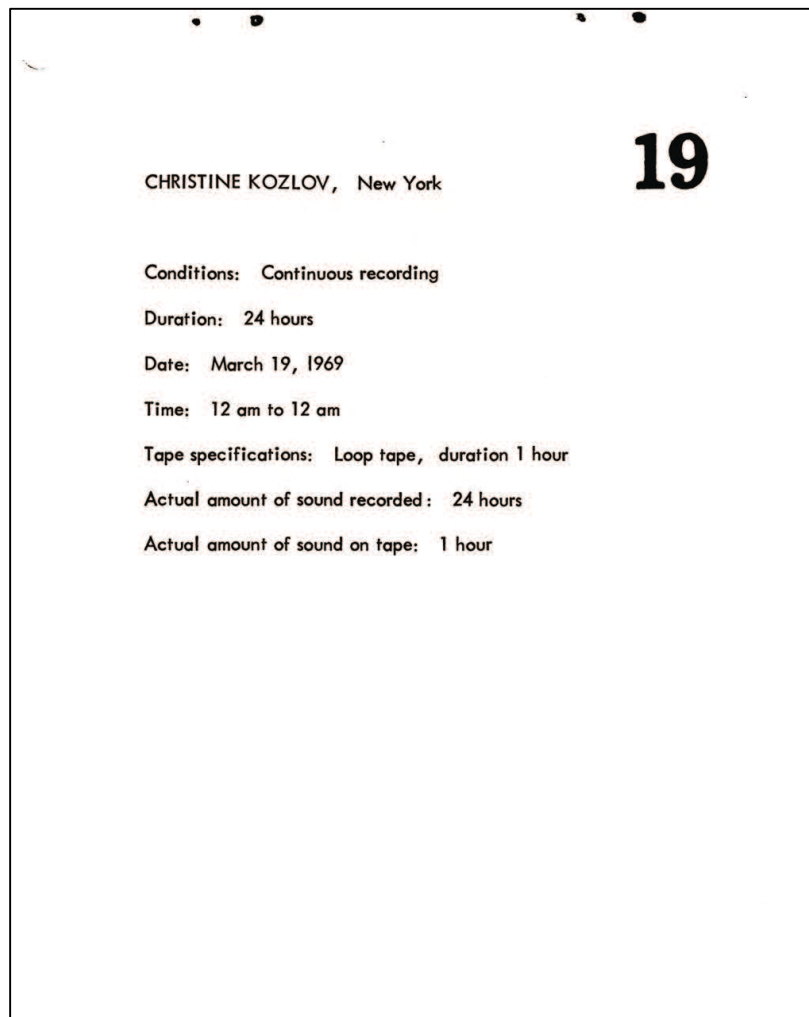 19
CHRISTINE KOZLOV, New York
Conditions: Continuous recording
Duration: 24 hours
Date: March 19, 1969
Time: 12 am to 12 am
Tape specifications: Loop tape, duration 1 hour
Actual amount of sound recorded: 24 hours
Actual amount of sound on tape: 1 hour